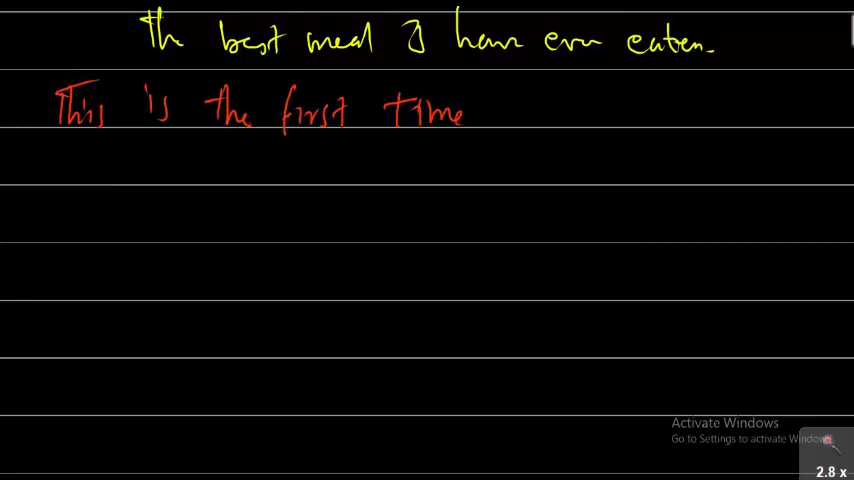 The best meal I have ever eaten.
This is the first time
Activate Windows
Go to Settings to activate Windows.
2.8 x